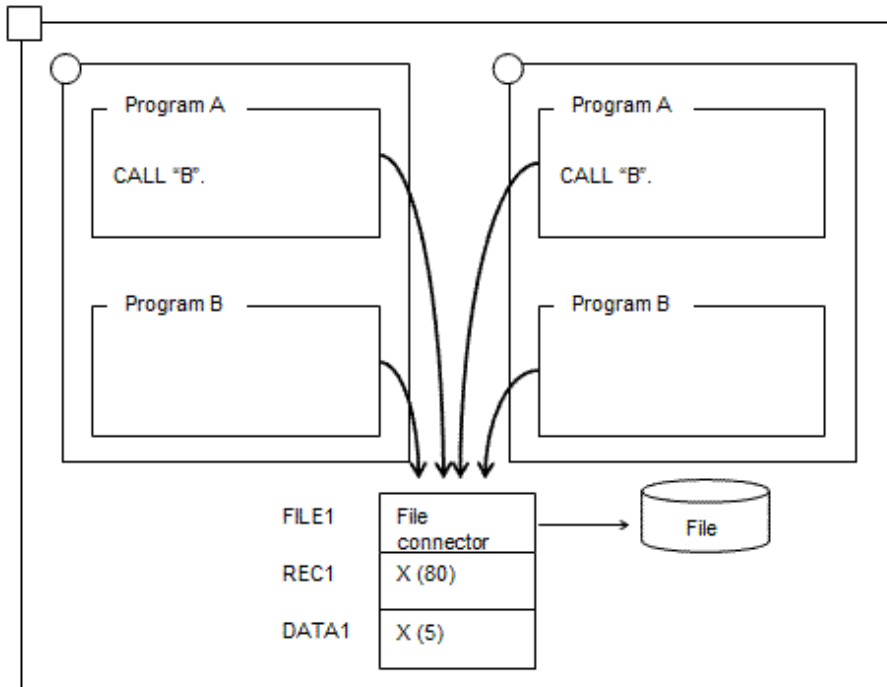 Program A
CALL “B”.
Program B
Program A
CALL “B”.
Program B
FILE1
File
connector
File
REC1
X (80)
DATA1
X (5)